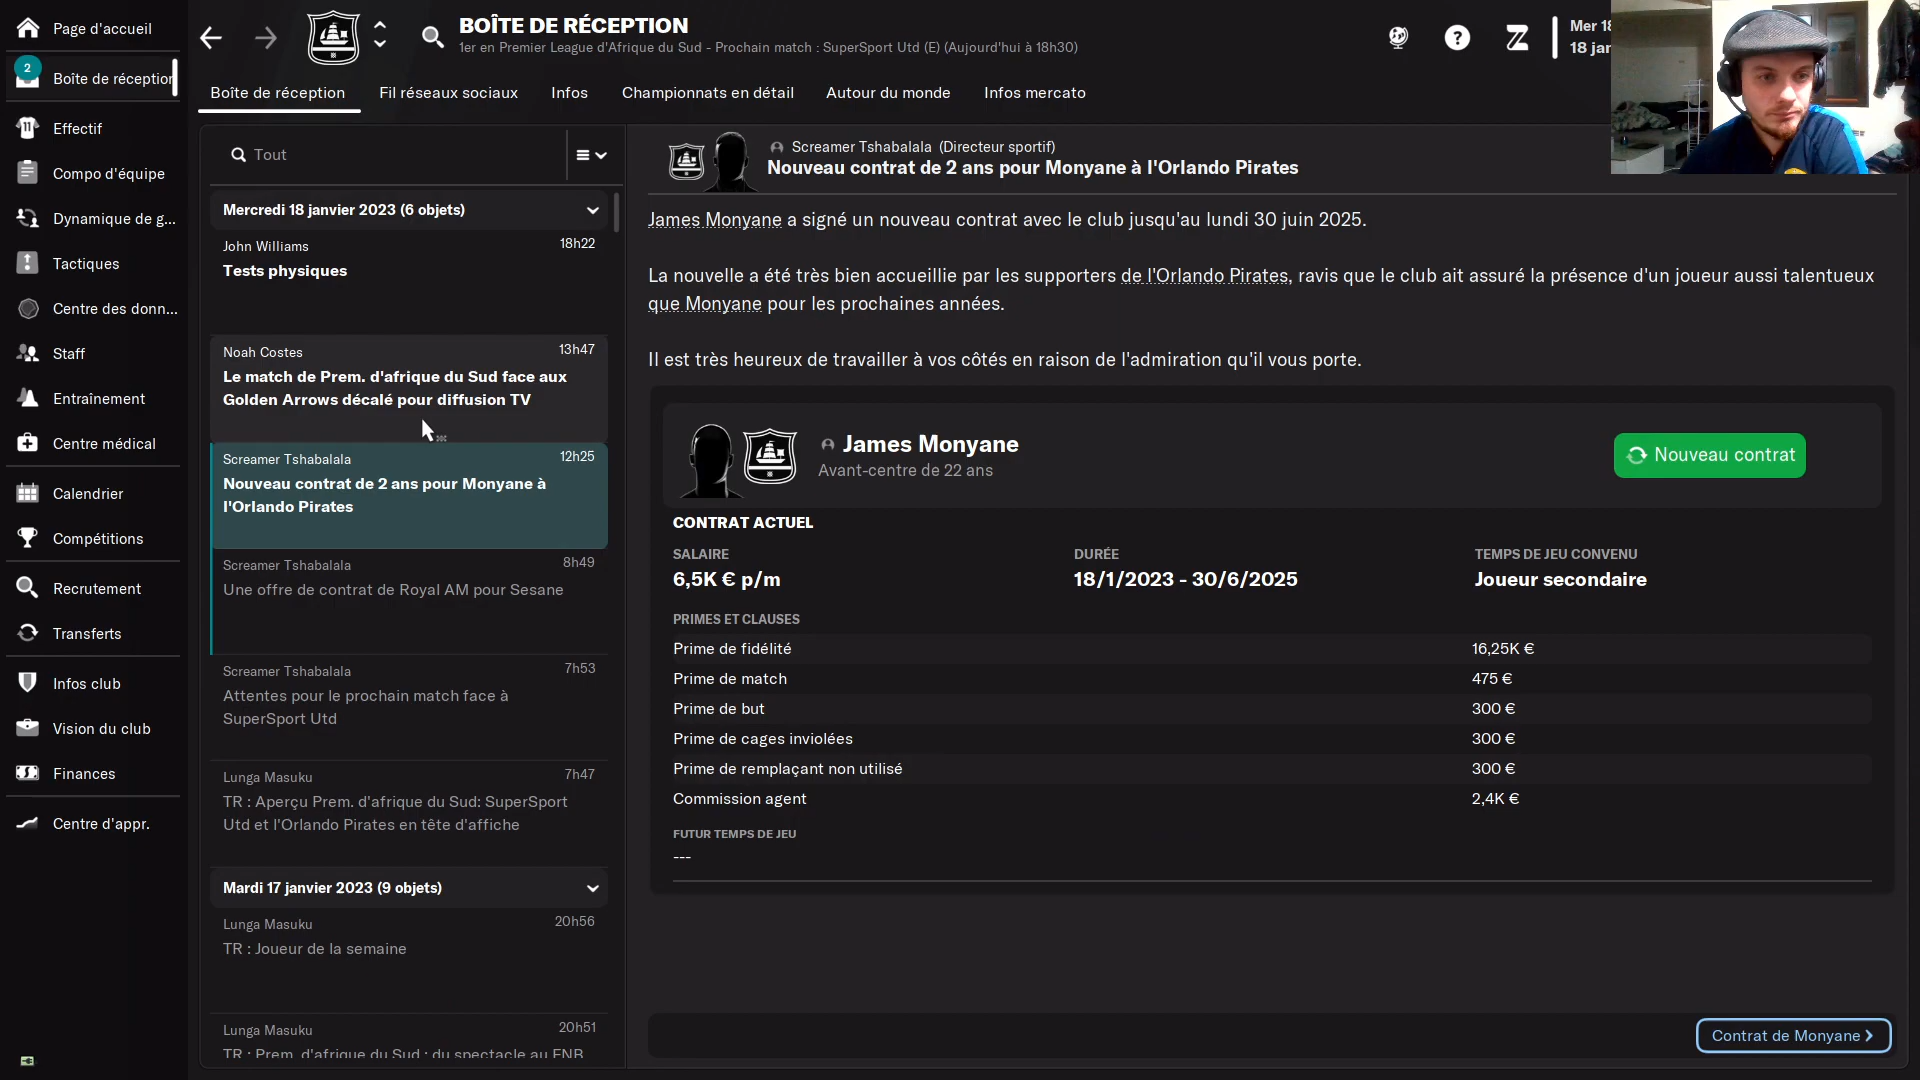 Page d'accueil
2
Boîte de réception
Effectif
Compo d'équipe
Dynamique de g...
Tactiques
Centre des donn...
Staff
Entraînement
Centre médical
Calendrier
Compétitions
Recrutement
Transferts
Infos club
Vision du club
Finances
Centre d'appr.
BOÎTE DE RÉCEPTION
1er en Premier League d'Afrique du Sud - Prochain match : SuperSport Utd (E) (Aujourd'hui à 18h30)
Mer 18
18 jan
Boîte de réception
Fil réseaux sociaux
Infos
Championnats en détail
Autour du monde
Infos mercato
Tout
Mercredi 18 janvier 2023 (6 objets)
John Williams 18h22
Tests physiques
Noah Costes 13h47
Le match de Prem. d'afrique du Sud face aux
Golden Arrows décalé pour diffusion TV
Screamer Tshabalala 12h25
Nouveau contrat de 2 ans pour Monyane à
l'Orlando Pirates
Screamer Tshabalala 8h49
Une offre de contrat de Royal AM pour Sesane
Screamer Tshabalala 7h53
Attentes pour le prochain match face à
SuperSport Utd
Lunga Masuku 7h47
TR : Aperçu Prem. d'afrique du Sud: SuperSport
Utd et l'Orlando Pirates en tête d'affiche
Mardi 17 janvier 2023 (9 objets)
Lunga Masuku 20h56
TR : Joueur de la semaine
Lunga Masuku 20h51
TR : Prem. d'afrique du Sud : du spectacle au FNB
Screamer Tshabalala (Directeur sportif)
Nouveau contrat de 2 ans pour Monyane à l'Orlando Pirates
James Monyane a signé un nouveau contrat avec le club jusqu'au lundi 30 juin 2025.
La nouvelle a été très bien accueillie par les supporters de l'Orlando Pirates, ravis que le club ait assuré la présence d'un joueur aussi talentueux
que Monyane pour les prochaines années.
Il est très heureux de travailler à vos côtés en raison de l'admiration qu'il vous porte.
James Monyane
Avant-centre de 22 ans
Nouveau contrat
CONTRAT ACTUEL
SALAIRE DURÉE TEMPS DE JEU CONVENU
6,5K € p/m 18/1/2023 - 30/6/2025 Joueur secondaire
PRIMES ET CLAUSES
Prime de fidélité 16,25K €
Prime de match 475 €
Prime de but 300 €
Prime de cages inviolées 300 €
Prime de remplaçant non utilisé 300 €
Commission agent 2,4K €
FUTUR TEMPS DE JEU
---
Contrat de Monyane